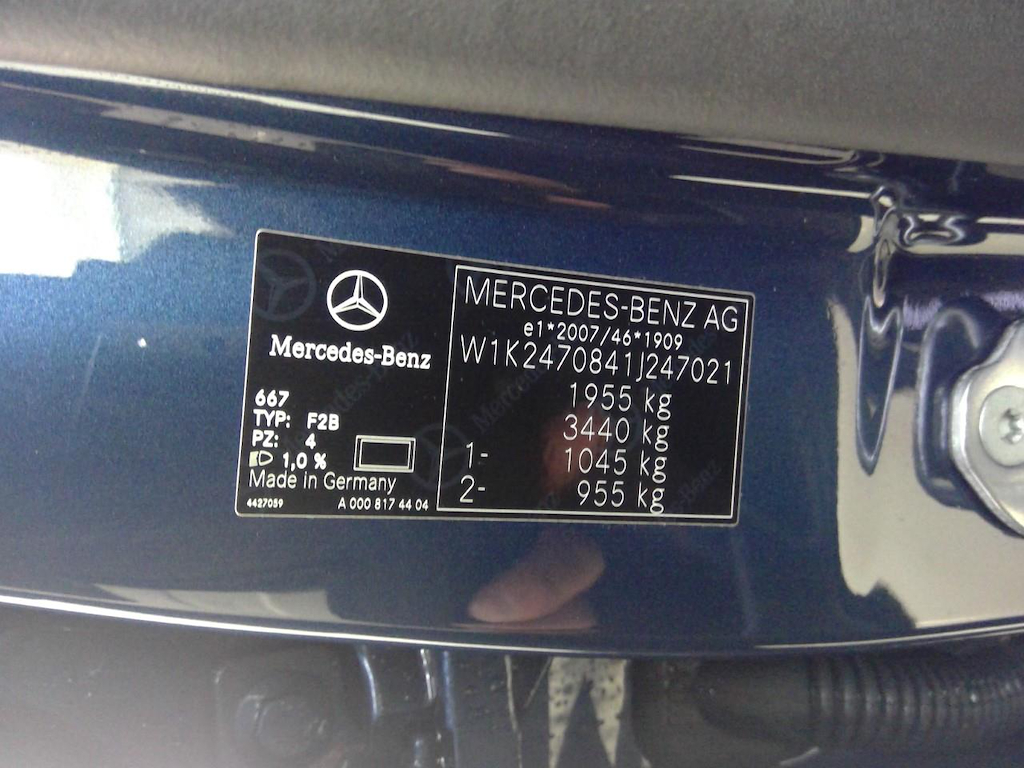 Mercedes-Benz
667
TYP: F2B
PZ: 4
1,0 %
Made in Germany
4427059
A 000 817 44 04
MERCEDES-BENZ AG
e1*2007/46*1909
W1K2470841J247021
1955 kg
3440 kg
1- 1045 kg
2- 955 kg